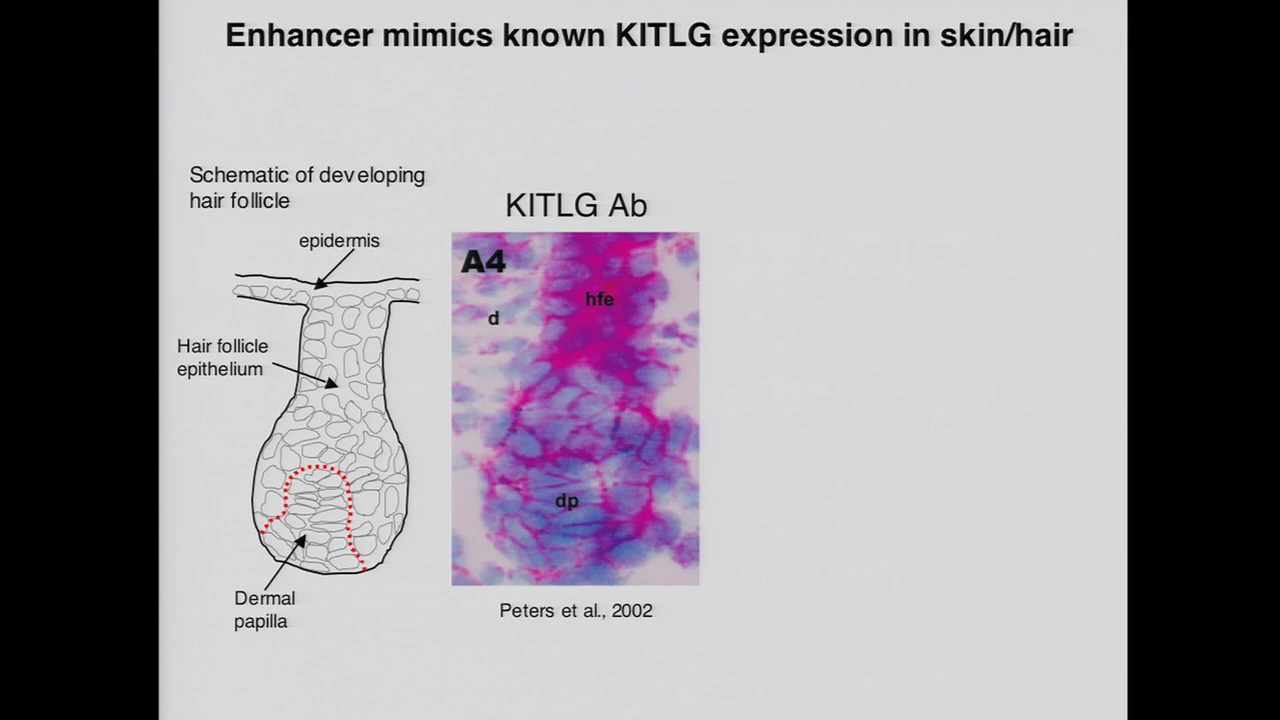 Enhancer mimics known KITLG expression in skin/hair
Schematic of developing
hair follicle
epidermis
Hair follicle
epithelium
Dermal
papilla
KITLG Ab
A4
hfe
d
dp
Peters et al., 2002